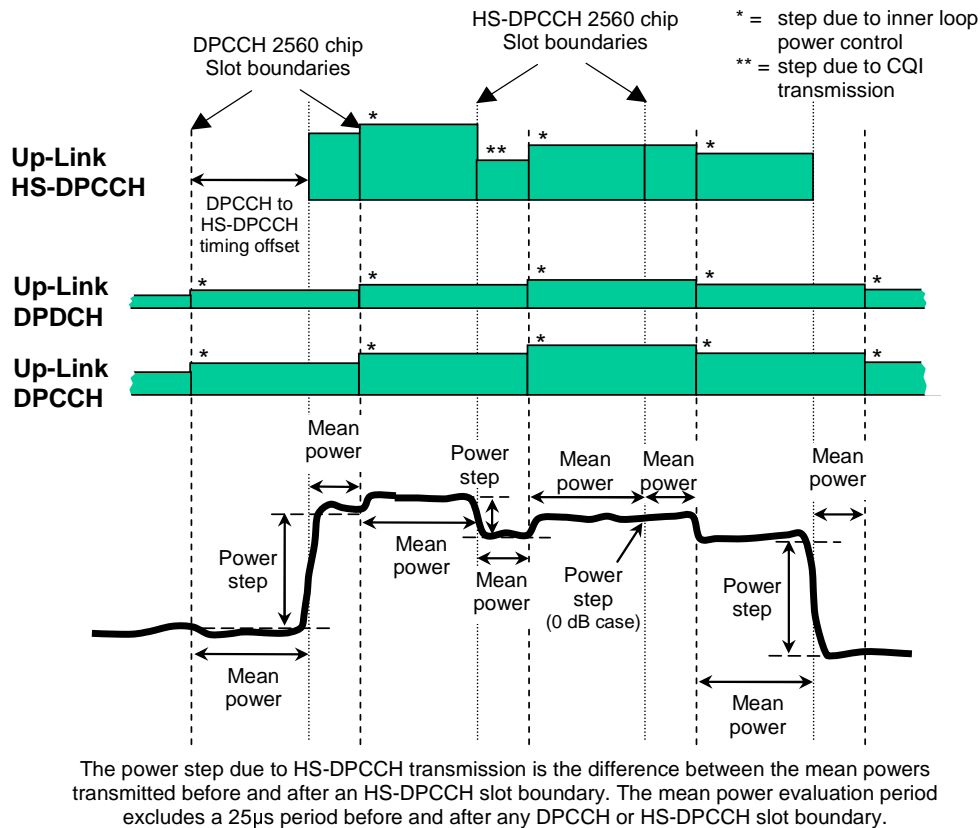 DPCCH 2560 chip
Slot boundaries
HS-DPCCH 2560 chip
Slot boundaries
* = step due to inner loop
power control
** = step due to CQI
transmission
Up-Link
HS-DPCCH
*
*
**
*
*
DPCCH to
HS-DPCCH
timing offset
Up-Link
DPDCH
*
*
*
*
*
Up-Link
DPCCH
*
*
*
*
*
Mean
power
Power
step
Mean
power
Mean
power
Mean
power
Power
step
Mean
power
Mean
power
Power
step
(0 dB case)
Power
step
Mean
power
Mean
power
The power step due to HS-DPCCH transmission is the difference between the mean powers
transmitted before and after an HS-DPCCH slot boundary. The mean power evaluation period
excludes a 25µs period before and after any DPCCH or HS-DPCCH slot boundary.